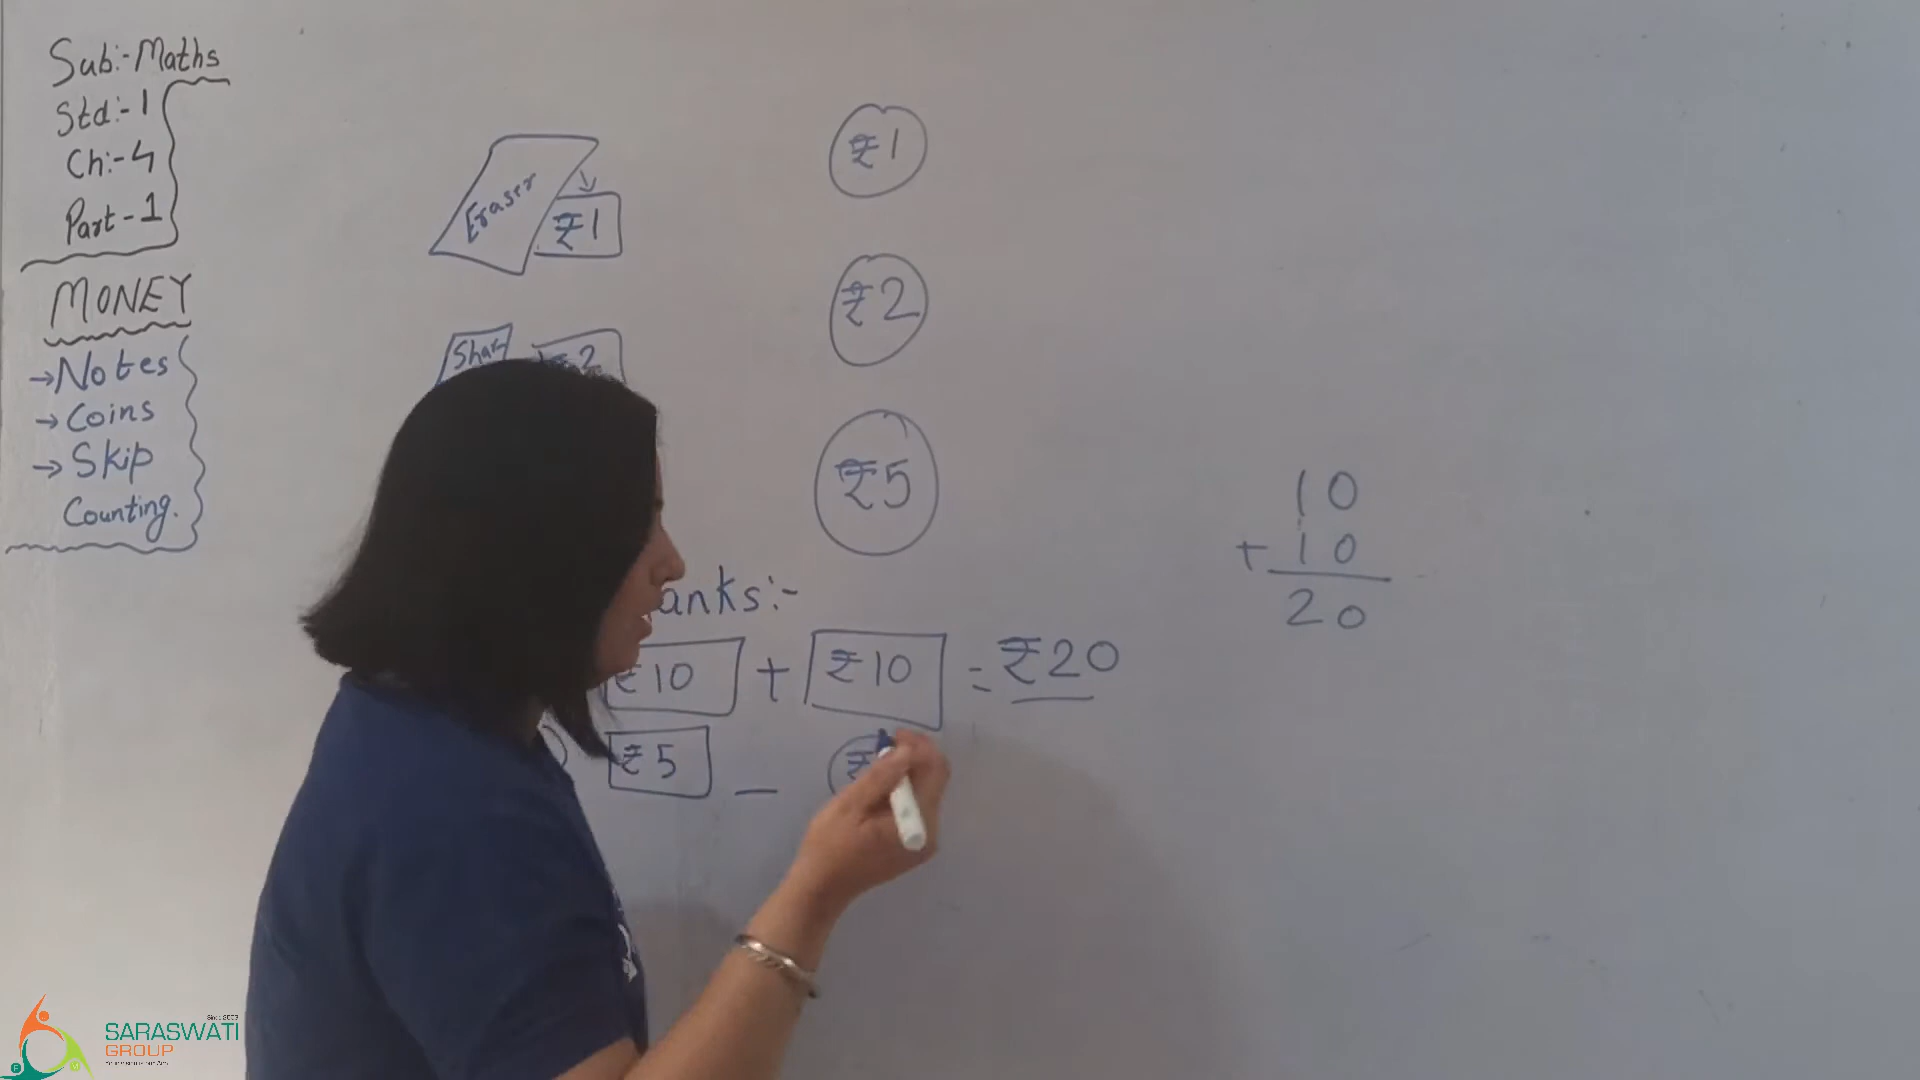 Sub:- Maths
Std:- 1
Ch:- 4
Part - 1
MONEY
→ Notes
→ Coins
→ Skip
Counting.
Eraser
₹1
2
₹1
₹2
₹5
anks:-
₹10 + ₹10 = ₹20
₹5 _ ₹
10
+ 10
20
SARASWATI
GROUP